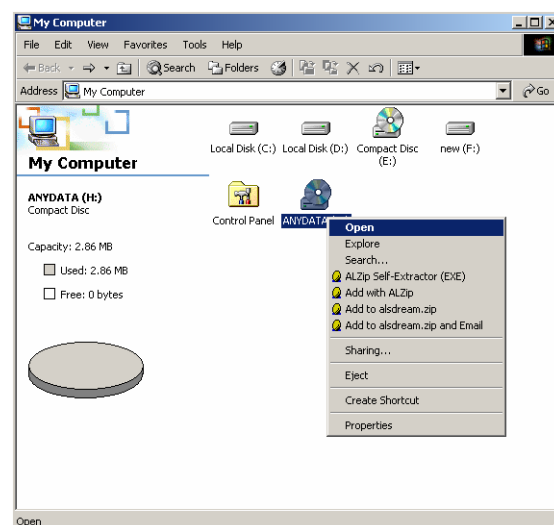 My Computer
File Edit View Favorites Tools Help
Back Search Folders
Address My Computer Go
My Computer
ANYDATA (H:)
Compact Disc
Capacity: 2.86 MB
Used: 2.86 MB
Free: 0 bytes
Local Disk (C:) Local Disk (D:) Compact Disc (E:) new (F:)
Control Panel ANYDATA
Open
Explore
Search...
ALZip Self-Extractor (EXE)
Add with ALZip
Add to alsdream.zip
Add to alsdream.zip and Email
Sharing...
Eject
Create Shortcut
Properties
Open